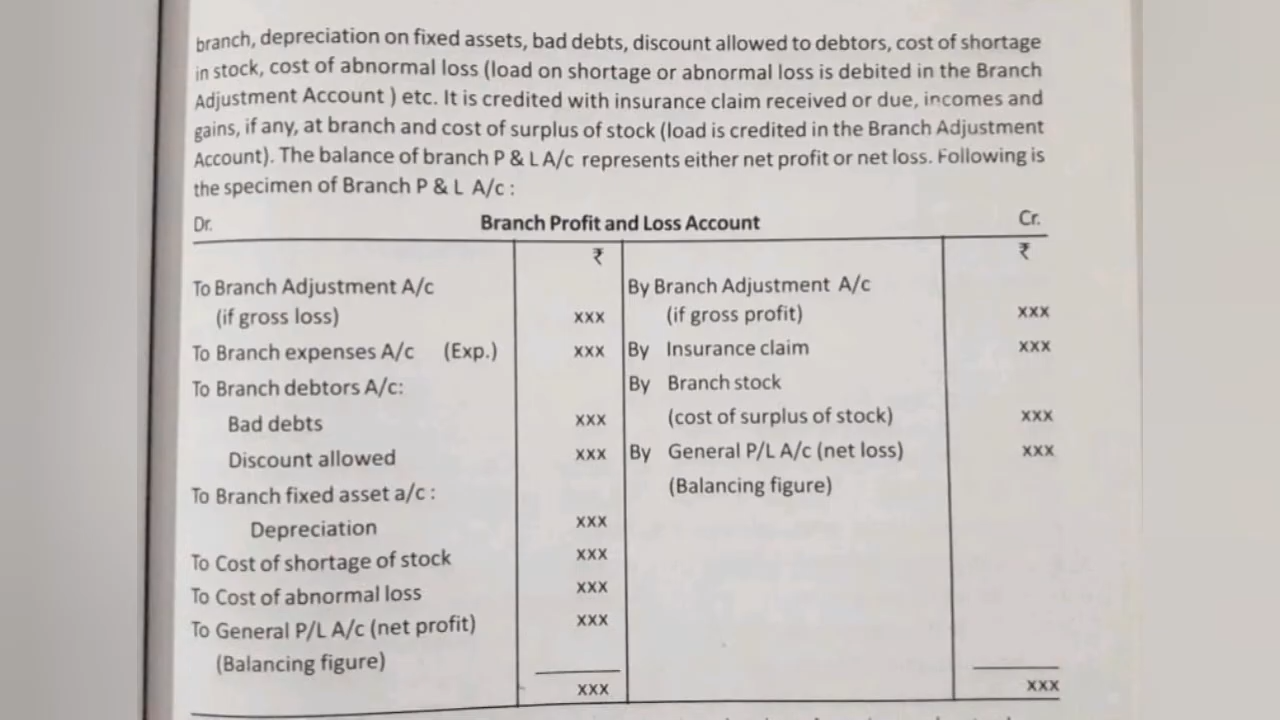 branch, depreciation on fixed assets, bad debts, discount allowed to debtors, cost of shortage
in stock, cost of abnormal loss (load on shortage or abnormal loss is debited in the Branch
Adjustment Account ) etc. It is credited with insurance claim received or due, incomes and
gains, if any, at branch and cost of surplus of stock (load is credited in the Branch Adjustment
Account). The balance of branch P & L A/c represents either net profit or net loss. Following is
the specimen of Branch P & L A/c :
Dr. Branch Profit and Loss Account Cr.
₹ ₹
To Branch Adjustment A/c By Branch Adjustment A/c
(if gross loss) xxx (if gross profit) xxx
To Branch expenses A/c (Exp.) xxx By Insurance claim xxx
To Branch debtors A/c: By Branch stock
Bad debts xxx (cost of surplus of stock) xxx
Discount allowed xxx By General P/L A/c (net loss) xxx
To Branch fixed asset a/c : (Balancing figure)
Depreciation xxx
To Cost of shortage of stock xxx
To Cost of abnormal loss xxx
To General P/L A/c (net profit) xxx
(Balancing figure)
xxx xxx